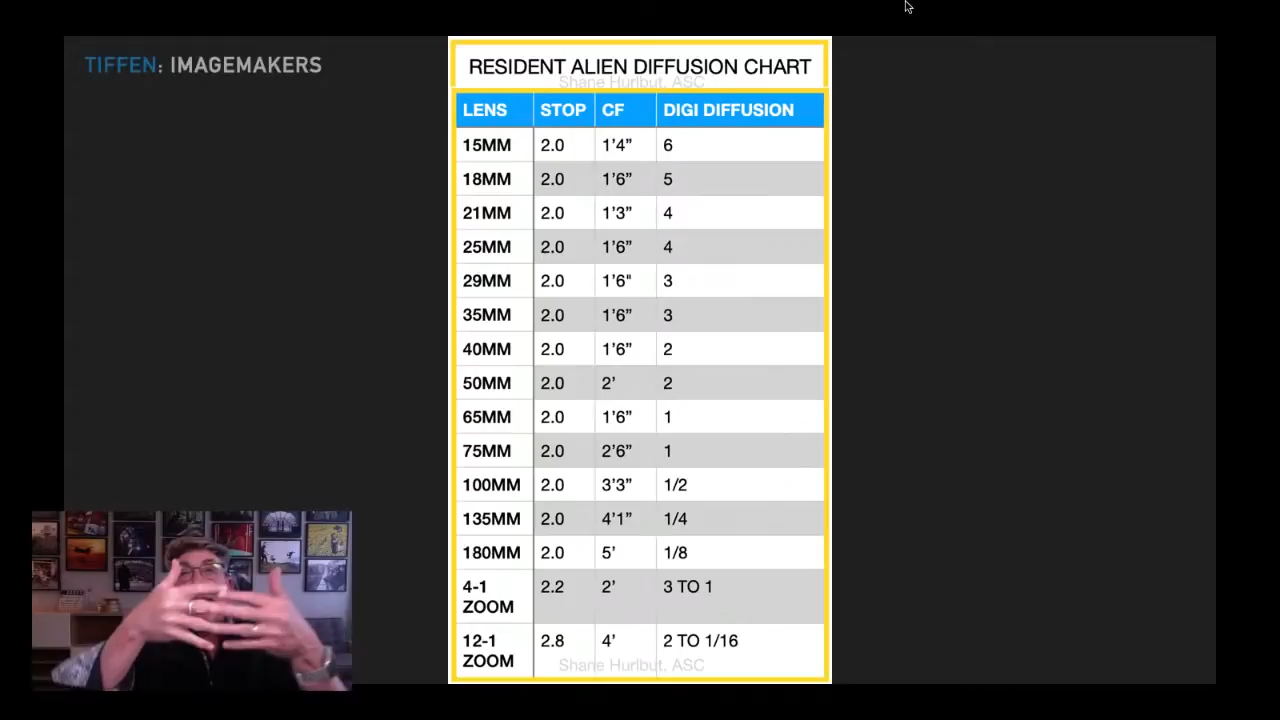 TIFFEN: IMAGEMAKERS
RESIDENT ALIEN DIFFUSION CHART
Shane Hurlbut, ASC
LENS STOP CF DIGI DIFFUSION
15MM 2.0 1’4” 6
18MM 2.0 1’6” 5
21MM 2.0 1’3” 4
25MM 2.0 1’6” 4
29MM 2.0 1’6" 3
35MM 2.0 1’6” 3
40MM 2.0 1’6” 2
50MM 2.0 2’ 2
65MM 2.0 1’6” 1
75MM 2.0 2’6” 1
100MM 2.0 3’3” 1/2
135MM 2.0 4’1” 1/4
180MM 2.0 5’ 1/8
4-1 2.2 2’ 3 TO 1
ZOOM
12-1 2.8 4’ 2 TO 1/16
ZOOM
Shane Hurlbut, ASC